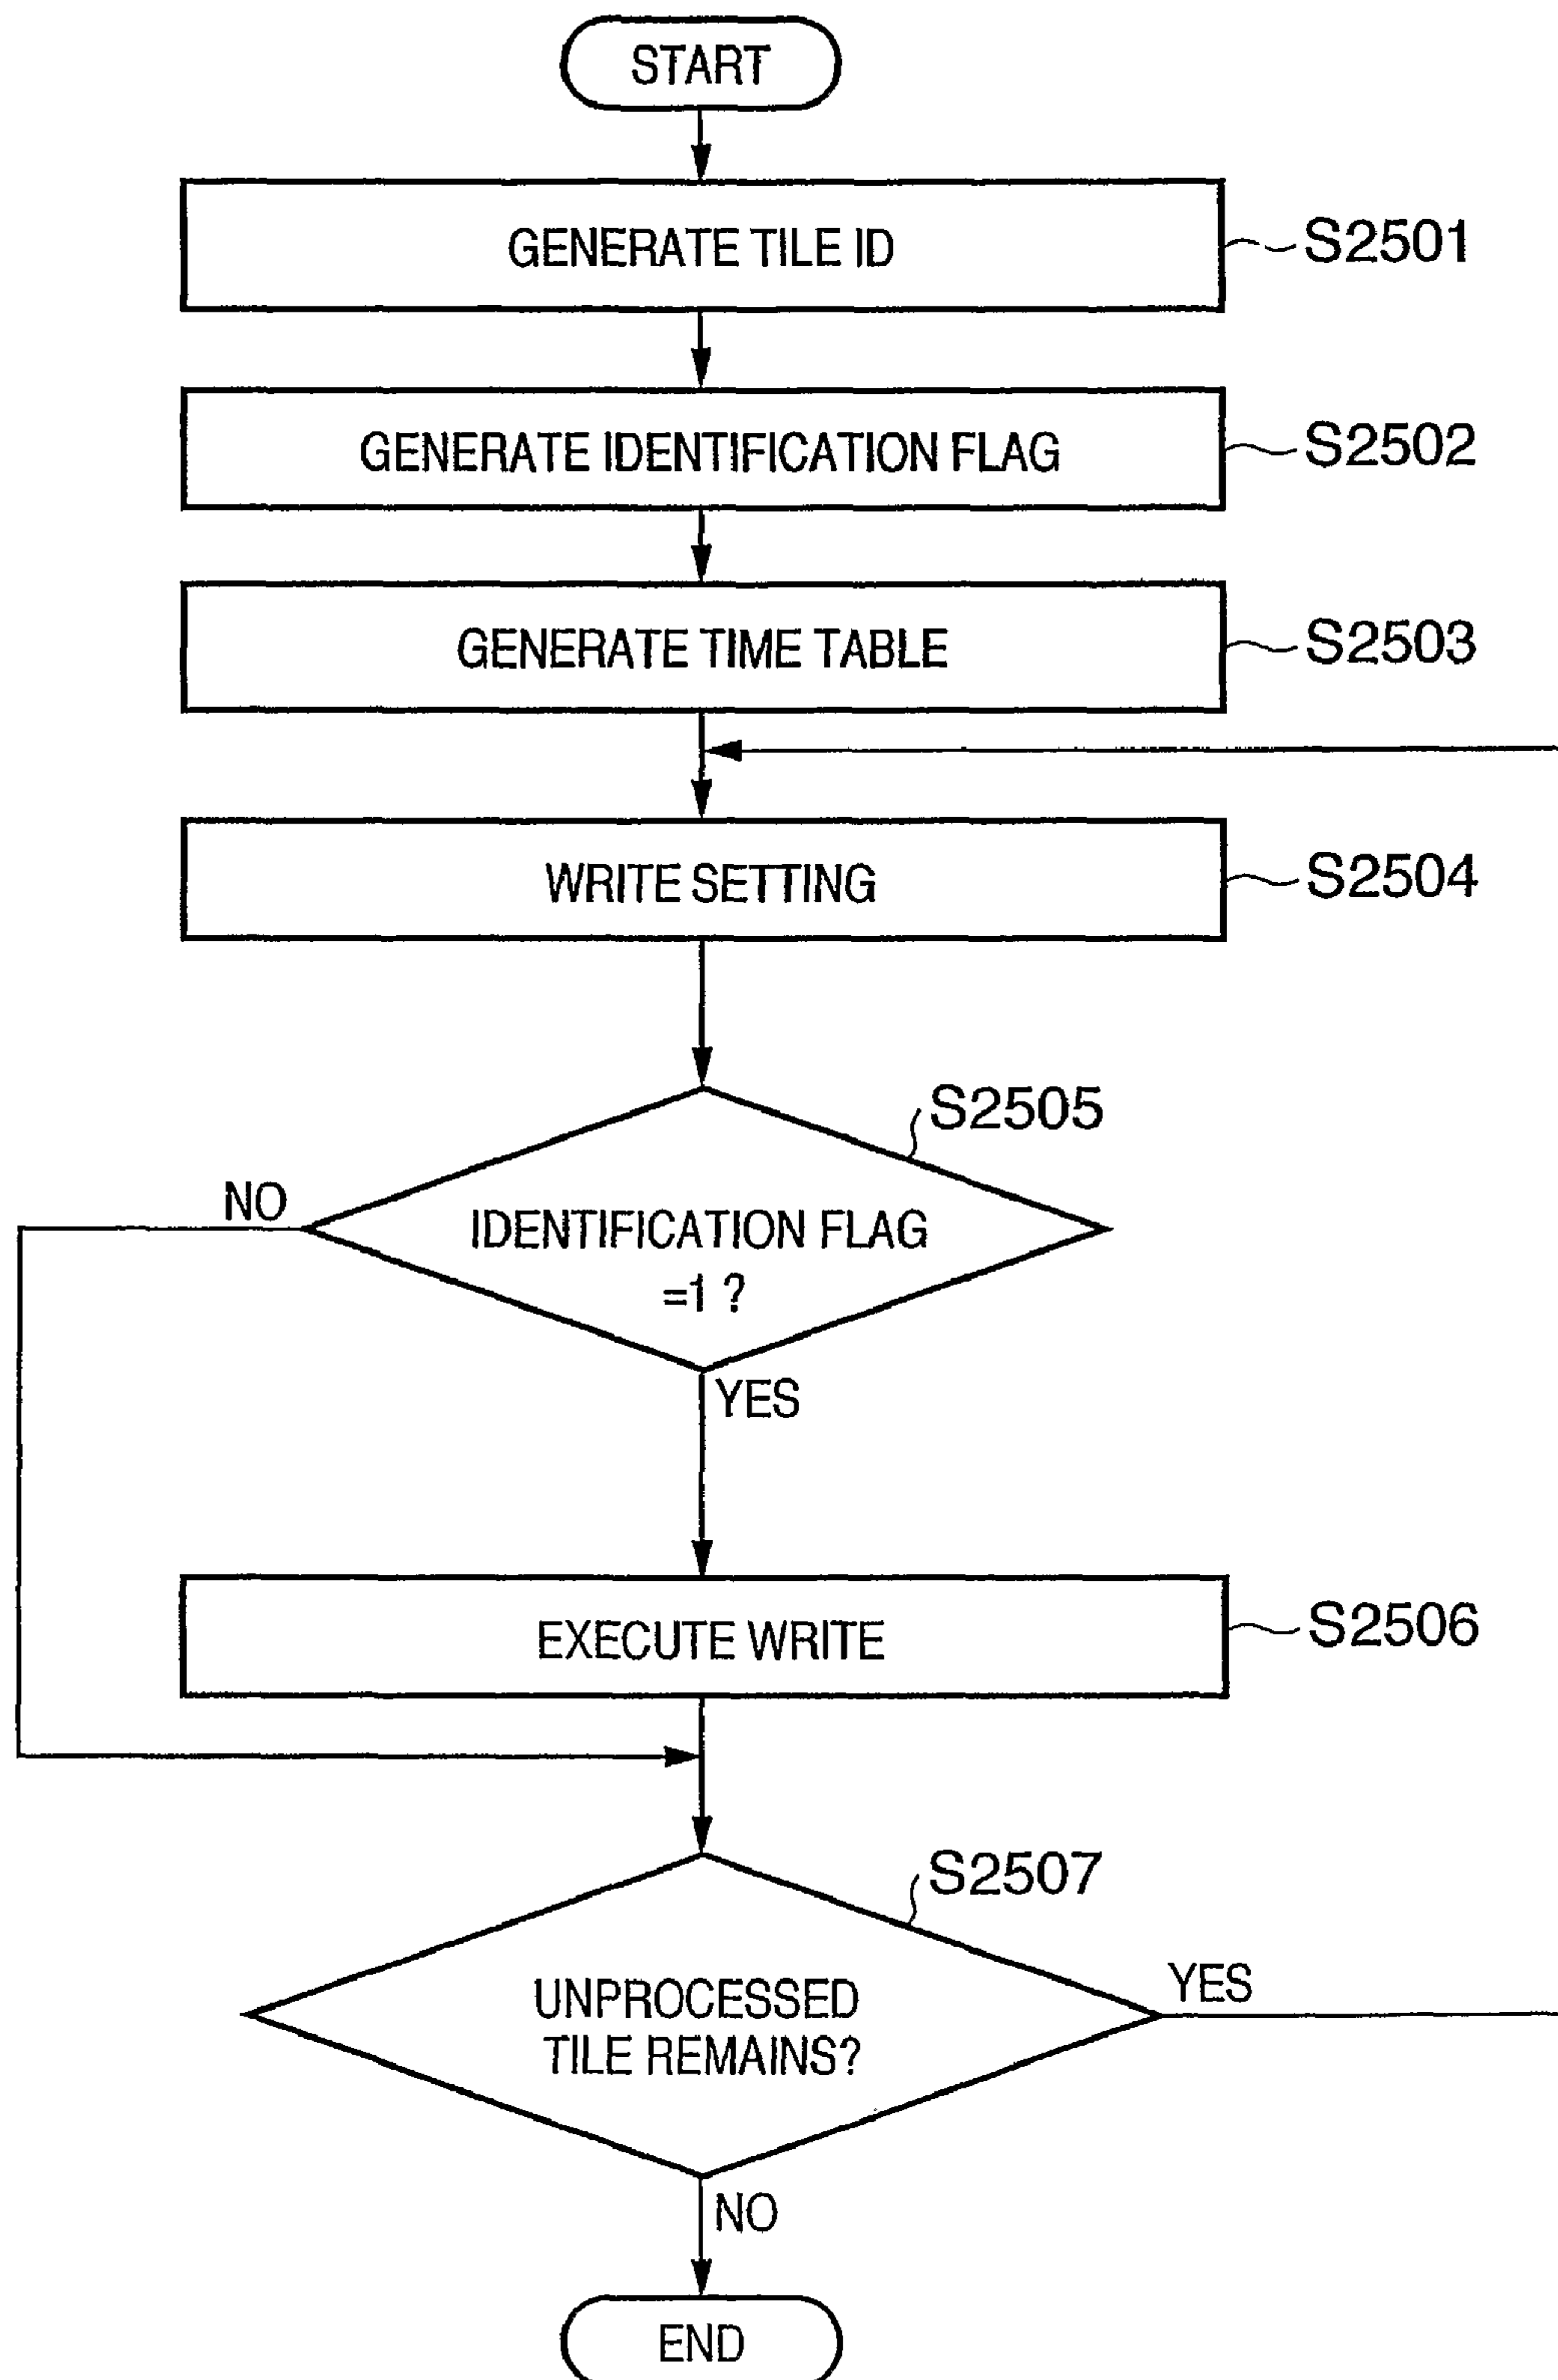 START
GENERATE TILE ID
S2501
GENERATE IDENTIFICATION FLAG
S2502
GENERATE TIME TABLE
S2503
WRITE SETTING
S2504
S2505
NO
IDENTIFICATION FLAG
=1 ?
YES
EXECUTE WRITE
S2506
S2507
UNPROCESSED
TILE REMAINS?
YES
NO
END